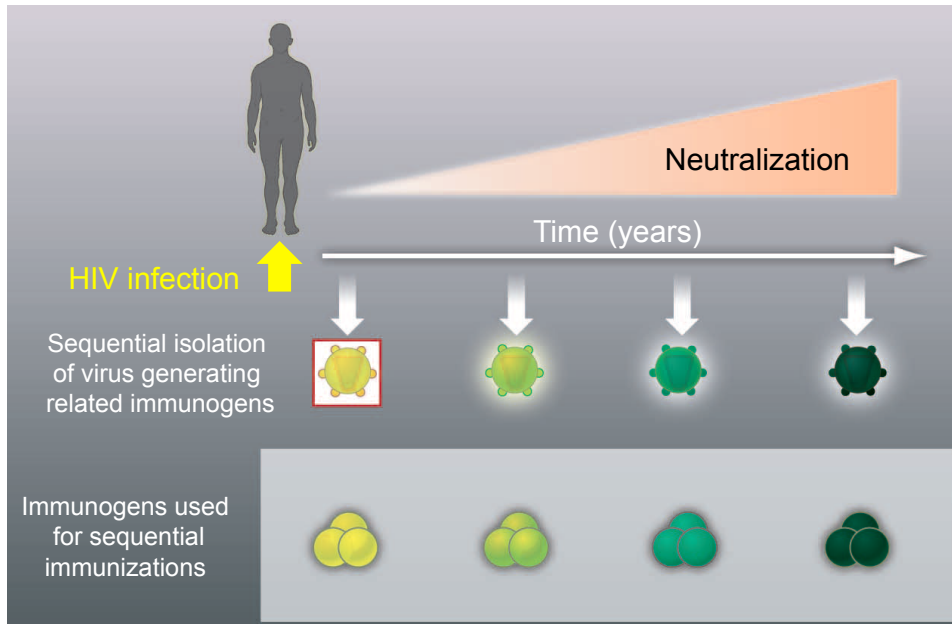 Neutralization
Time (years)
HIV infection
Sequential isolation
of virus generating
related immunogens
Immunogens used
for sequential
immunizations